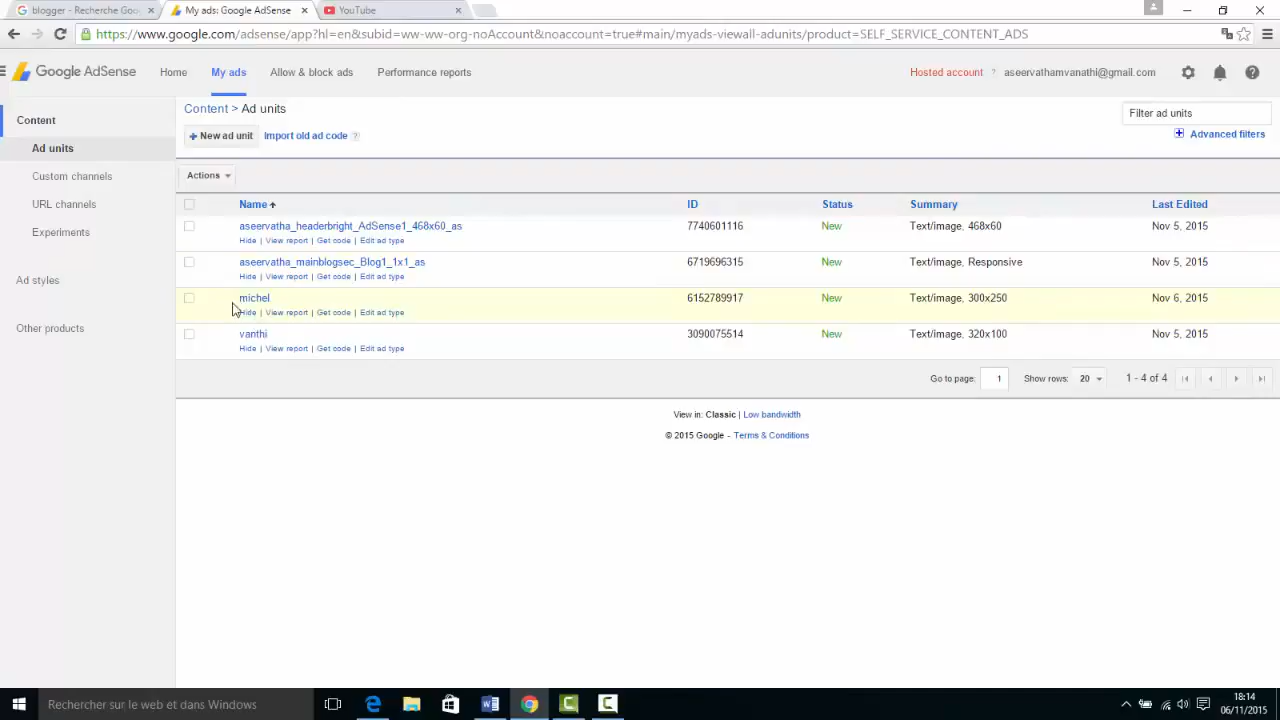 blogger - Recherche Goo
My ads: Google AdSense
YouTube
https://www.google.com/adsense/app?hl=en&subid=ww-ww-org-noAccount&noaccount=true#main/myads-viewall-adunits/product=SELF_SERVICE_CONTENT_ADS
Google AdSense
Home
My ads
Allow & block ads
Performance reports
Hosted account ?
aseervathamvanathi@gmail.com
Content
Ad units
Custom channels
URL channels
Experiments
Ad styles
Other products
Content > Ad units
Filter ad units
+ New ad unit
Import old ad code ?
Advanced filters
Actions
Name ID Status Summary Last Edited
aseervatha_headerbright_AdSense1_468x60_as 7740601116 New Text/image, 468x60 Nov 5, 2015
Hide | View report | Get code | Edit ad type
aseervatha_mainblogsec_Blog1_1x1_as 6719696315 New Text/image, Responsive Nov 5, 2015
Hide | View report | Get code | Edit ad type
michel 6152789917 New Text/image, 300x250 Nov 6, 2015
Hide | View report | Get code | Edit ad type
vanthi 3090075514 New Text/image, 320x100 Nov 5, 2015
Hide | View report | Get code | Edit ad type
Go to page: 1 Show rows: 20 1 - 4 of 4
View in: Classic | Low bandwidth
© 2015 Google - Terms & Conditions
Rechercher sur le web et dans Windows
18:14
06/11/2015